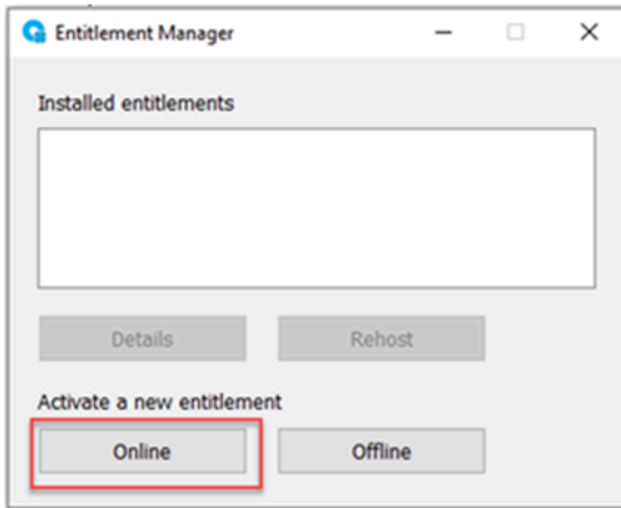 Entitlement Manager
Installed entitlements
Details Rehost
Activate a new entitlement
Online Offline